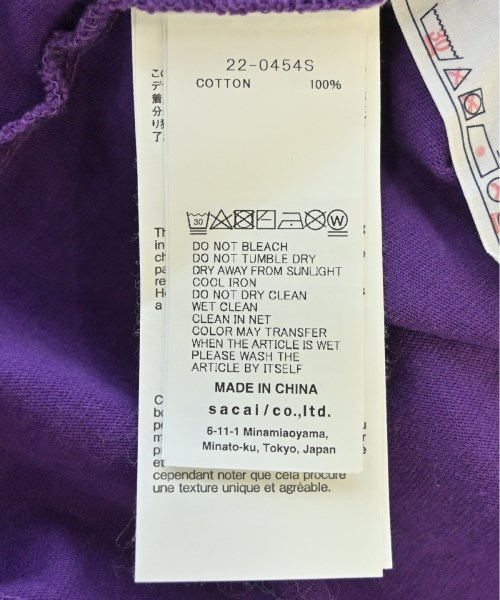 22-0454S
COTTON 100%
30
W
DO NOT BLEACH
DO NOT TUMBLE DRY
DRY AWAY FROM SUNLIGHT
COOL IRON
DO NOT DRY CLEAN
WET CLEAN
CLEAN IN NET
COLOR MAY TRANSFER
WHEN THE ARTICLE IS WET
PLEASE WASH THE
ARTICLE BY ITSELF
MADE IN CHINA
sacai/co.,ltd.
6-11-1 Minamiaoyama,
Minato-ku, Tokyo, Japan
cependant noter que cela procure
une texture unique et agréable.
30